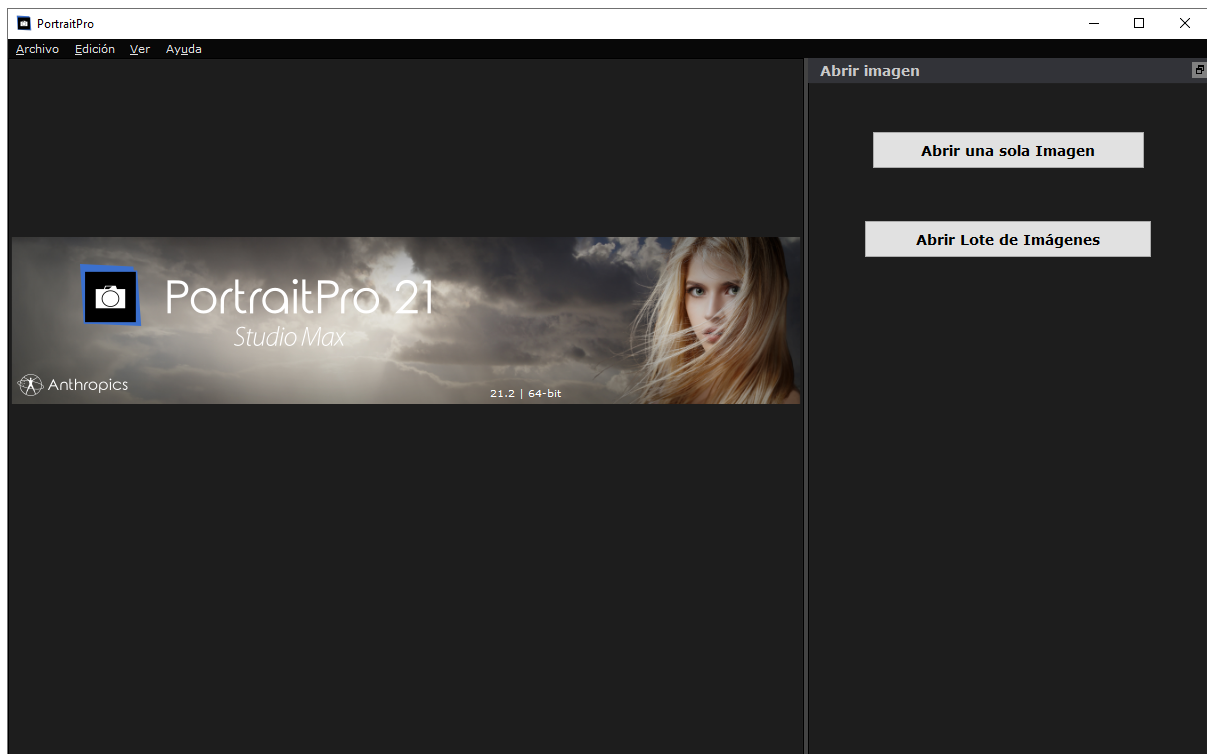 PortraitPro
Archivo Edición Ver Ayuda
Abrir imagen
Abrir una sola Imagen
Abrir Lote de Imágenes
PortraitPro 21
Studio Max
Anthropics
21.2 | 64-bit